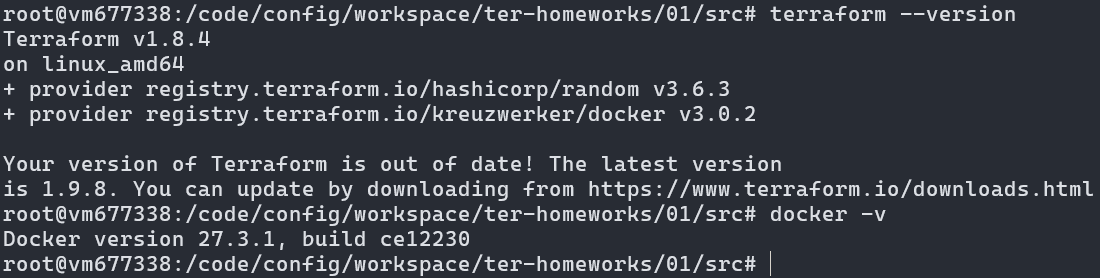 root@vm677338:/code/config/workspace/ter-homeworks/01/src# terraform --version
Terraform v1.8.4
on linux_amd64
+ provider registry.terraform.io/hashicorp/random v3.6.3
+ provider registry.terraform.io/kreuzwerker/docker v3.0.2
Your version of Terraform is out of date! The latest version
is 1.9.8. You can update by downloading from https://www.terraform.io/downloads.html
root@vm677338:/code/config/workspace/ter-homeworks/01/src# docker -v
Docker version 27.3.1, build ce12230
root@vm677338:/code/config/workspace/ter-homeworks/01/src#